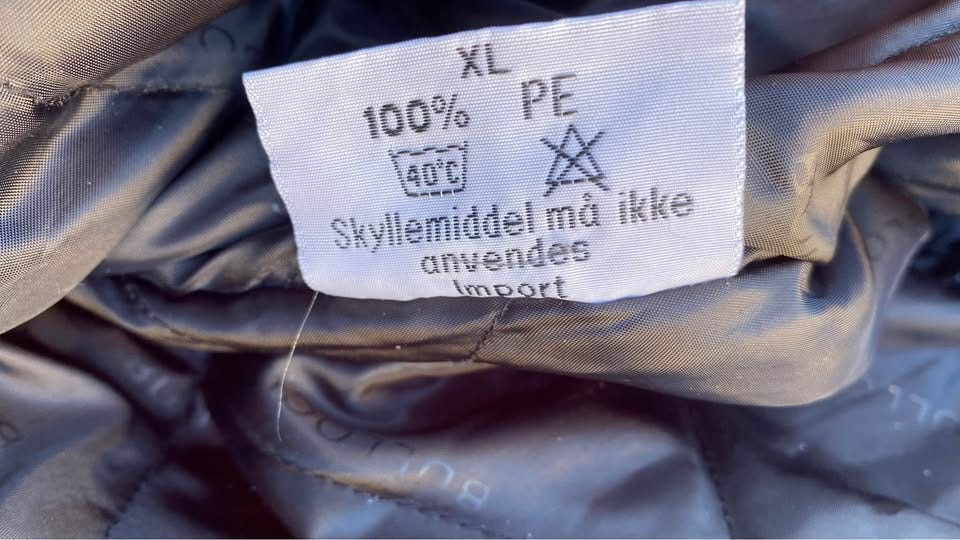 XL
100% PE
40°C
Skyllemiddel må ikke
anvendes
Import